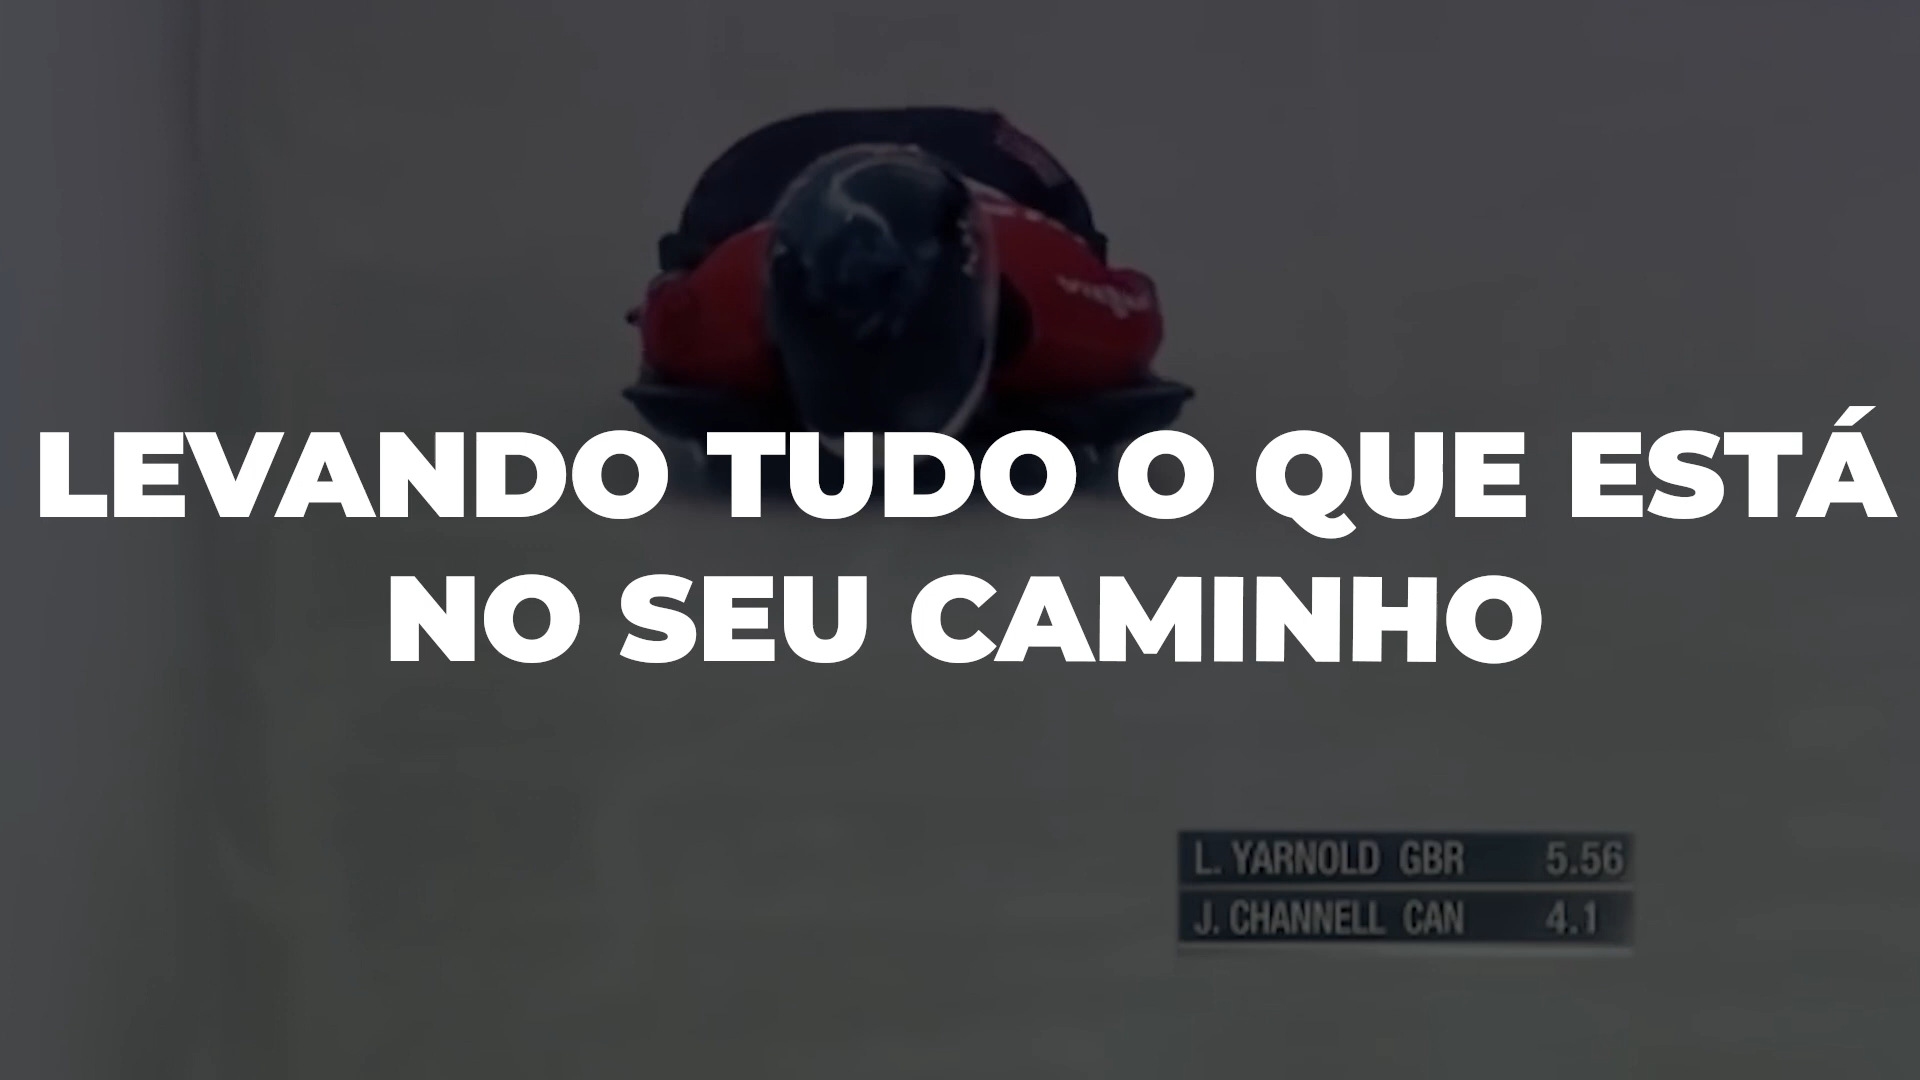 LEVANDO TUDO O QUE ESTÁ
NO SEU CAMINHO
L. YARNOLD GBR 5.56
J. CHANNELL CAN 4.1